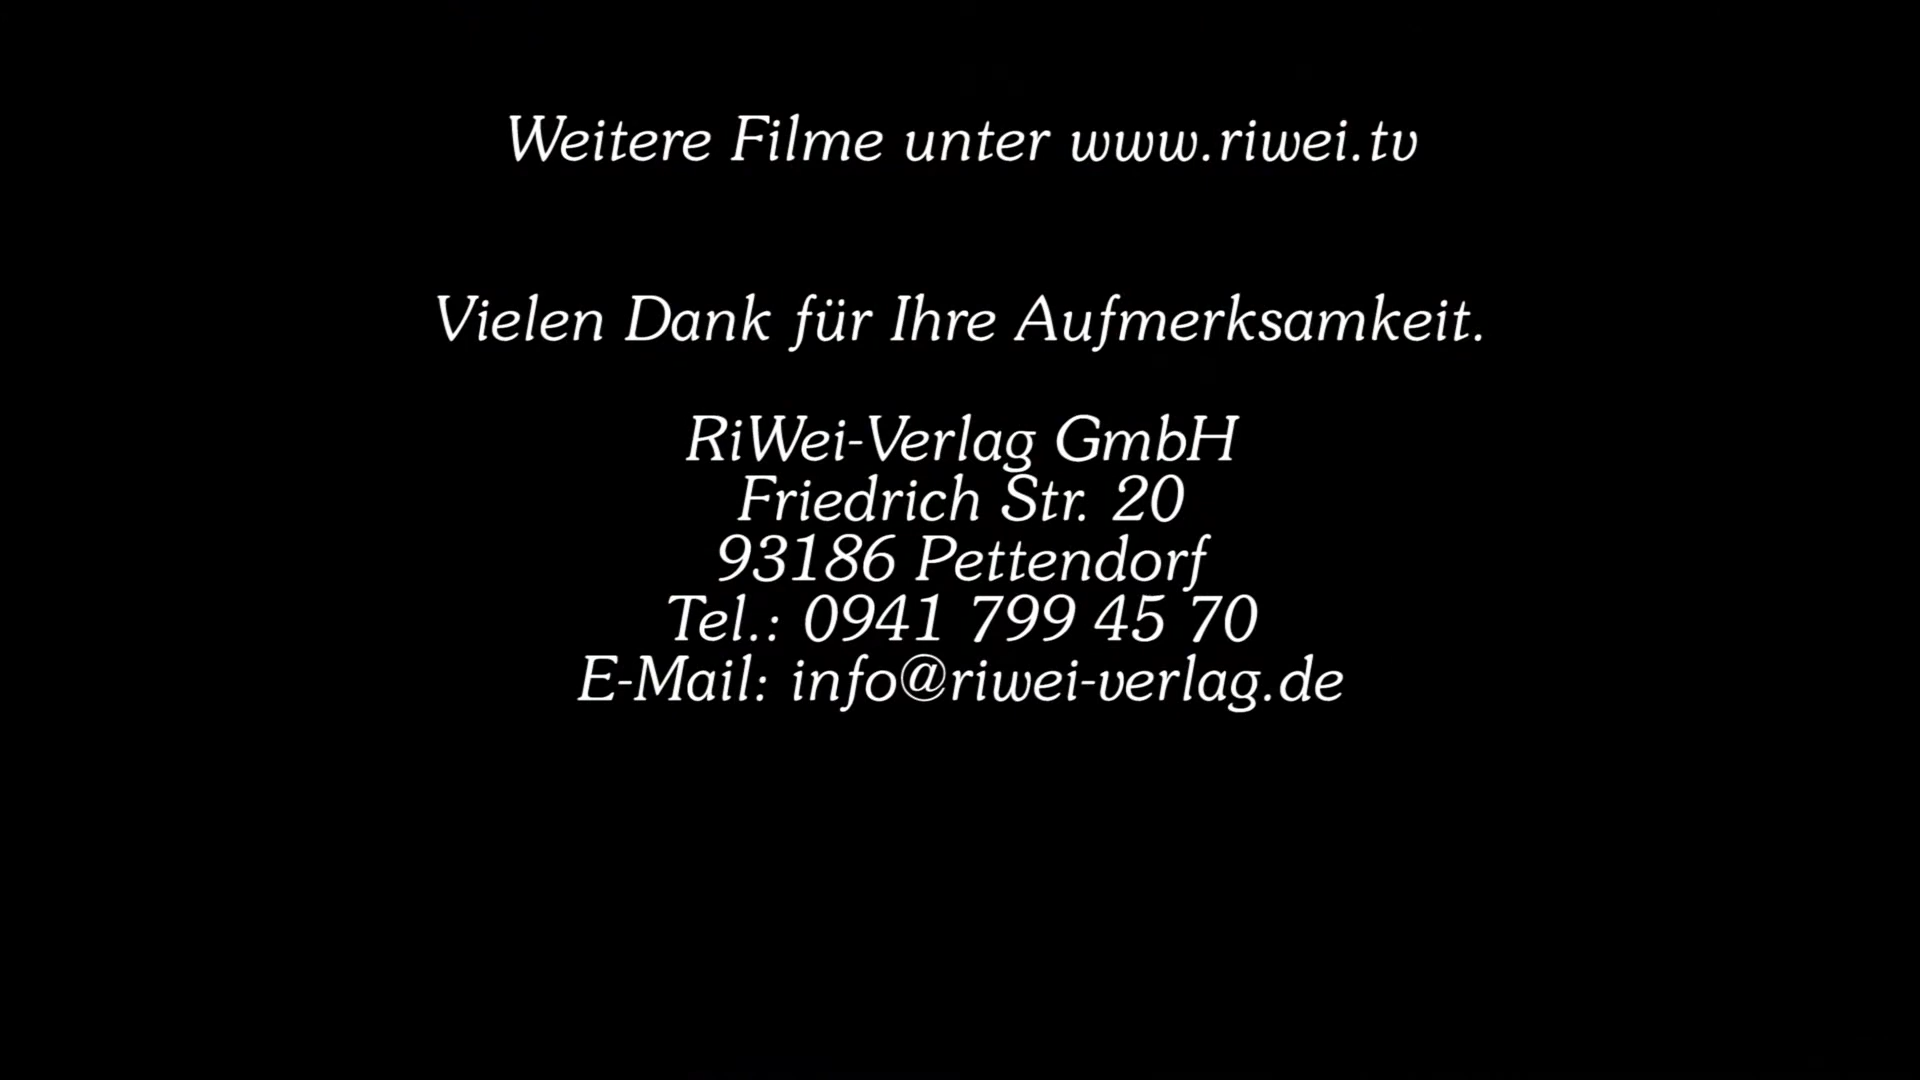 Weitere Filme unter www.riwei.tv
Vielen Dank für Ihre Aufmerksamkeit.
RiWei-Verlag GmbH
Friedrich Str. 20
93186 Pettendorf
Tel.: 0941 799 45 70
E-Mail: info@riwei-verlag.de